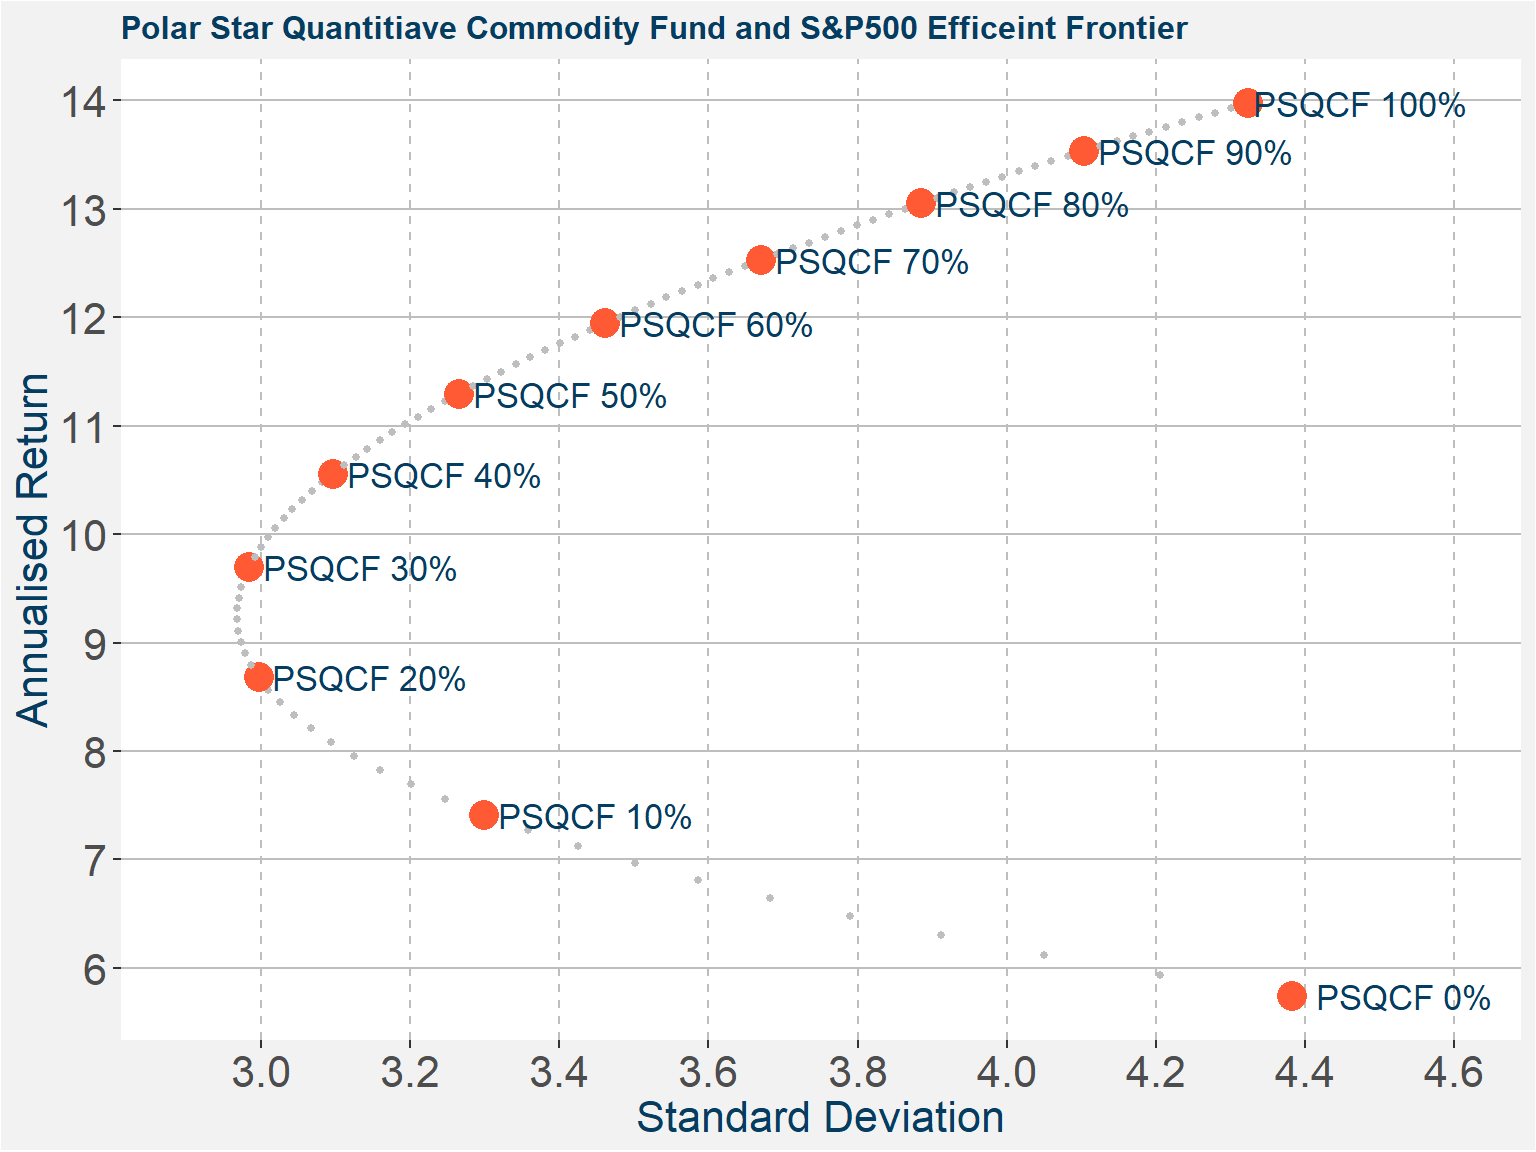 Polar Star Quantitiave Commodity Fund and S&P500 Efficeint Frontier
14
PSQCF 100%
PSQCF 90%
13
PSQCF 80%
PSQCF 70%
12
PSQCF 60%
PSQCF 50%
11
PSQCF 40%
10
PSQCF 30%
9
PSQCF 20%
8
PSQCF 10%
7
6
PSQCF 0%
Annualised Return
3.0 3.2 3.4 3.6 3.8 4.0 4.2 4.4 4.6
Standard Deviation